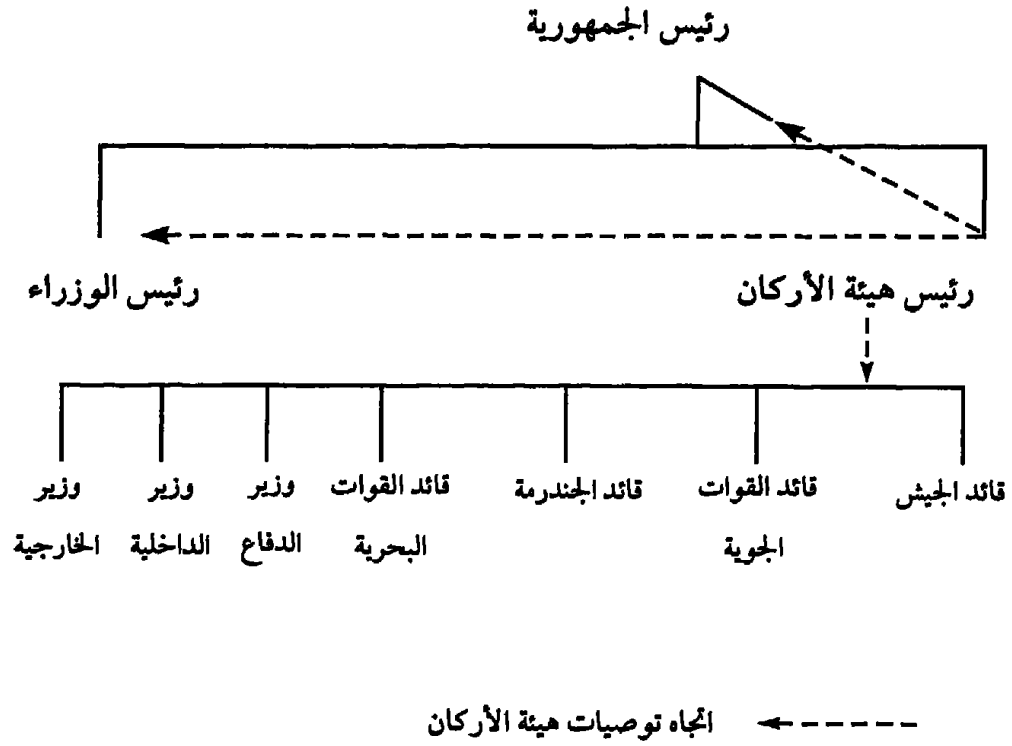 رئيس الجمهورية
رئيس هيئة الأركان
رئيس الوزراء
قائد الجيش
قائد القوات
الجوية
قائد الجندرمة
قائد القوات
البحرية
وزير
الدفاع
وزير
الداخلية
وزير
الخارجية
اتجاه توصيات هيئة الأركان